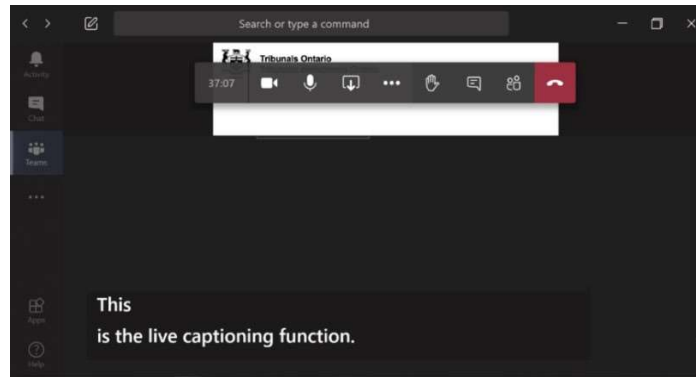 Search or type a command
Tribunals Ontario
37:07
Activity
Chat
Teams
Apps
Help
This
is the live captioning function.